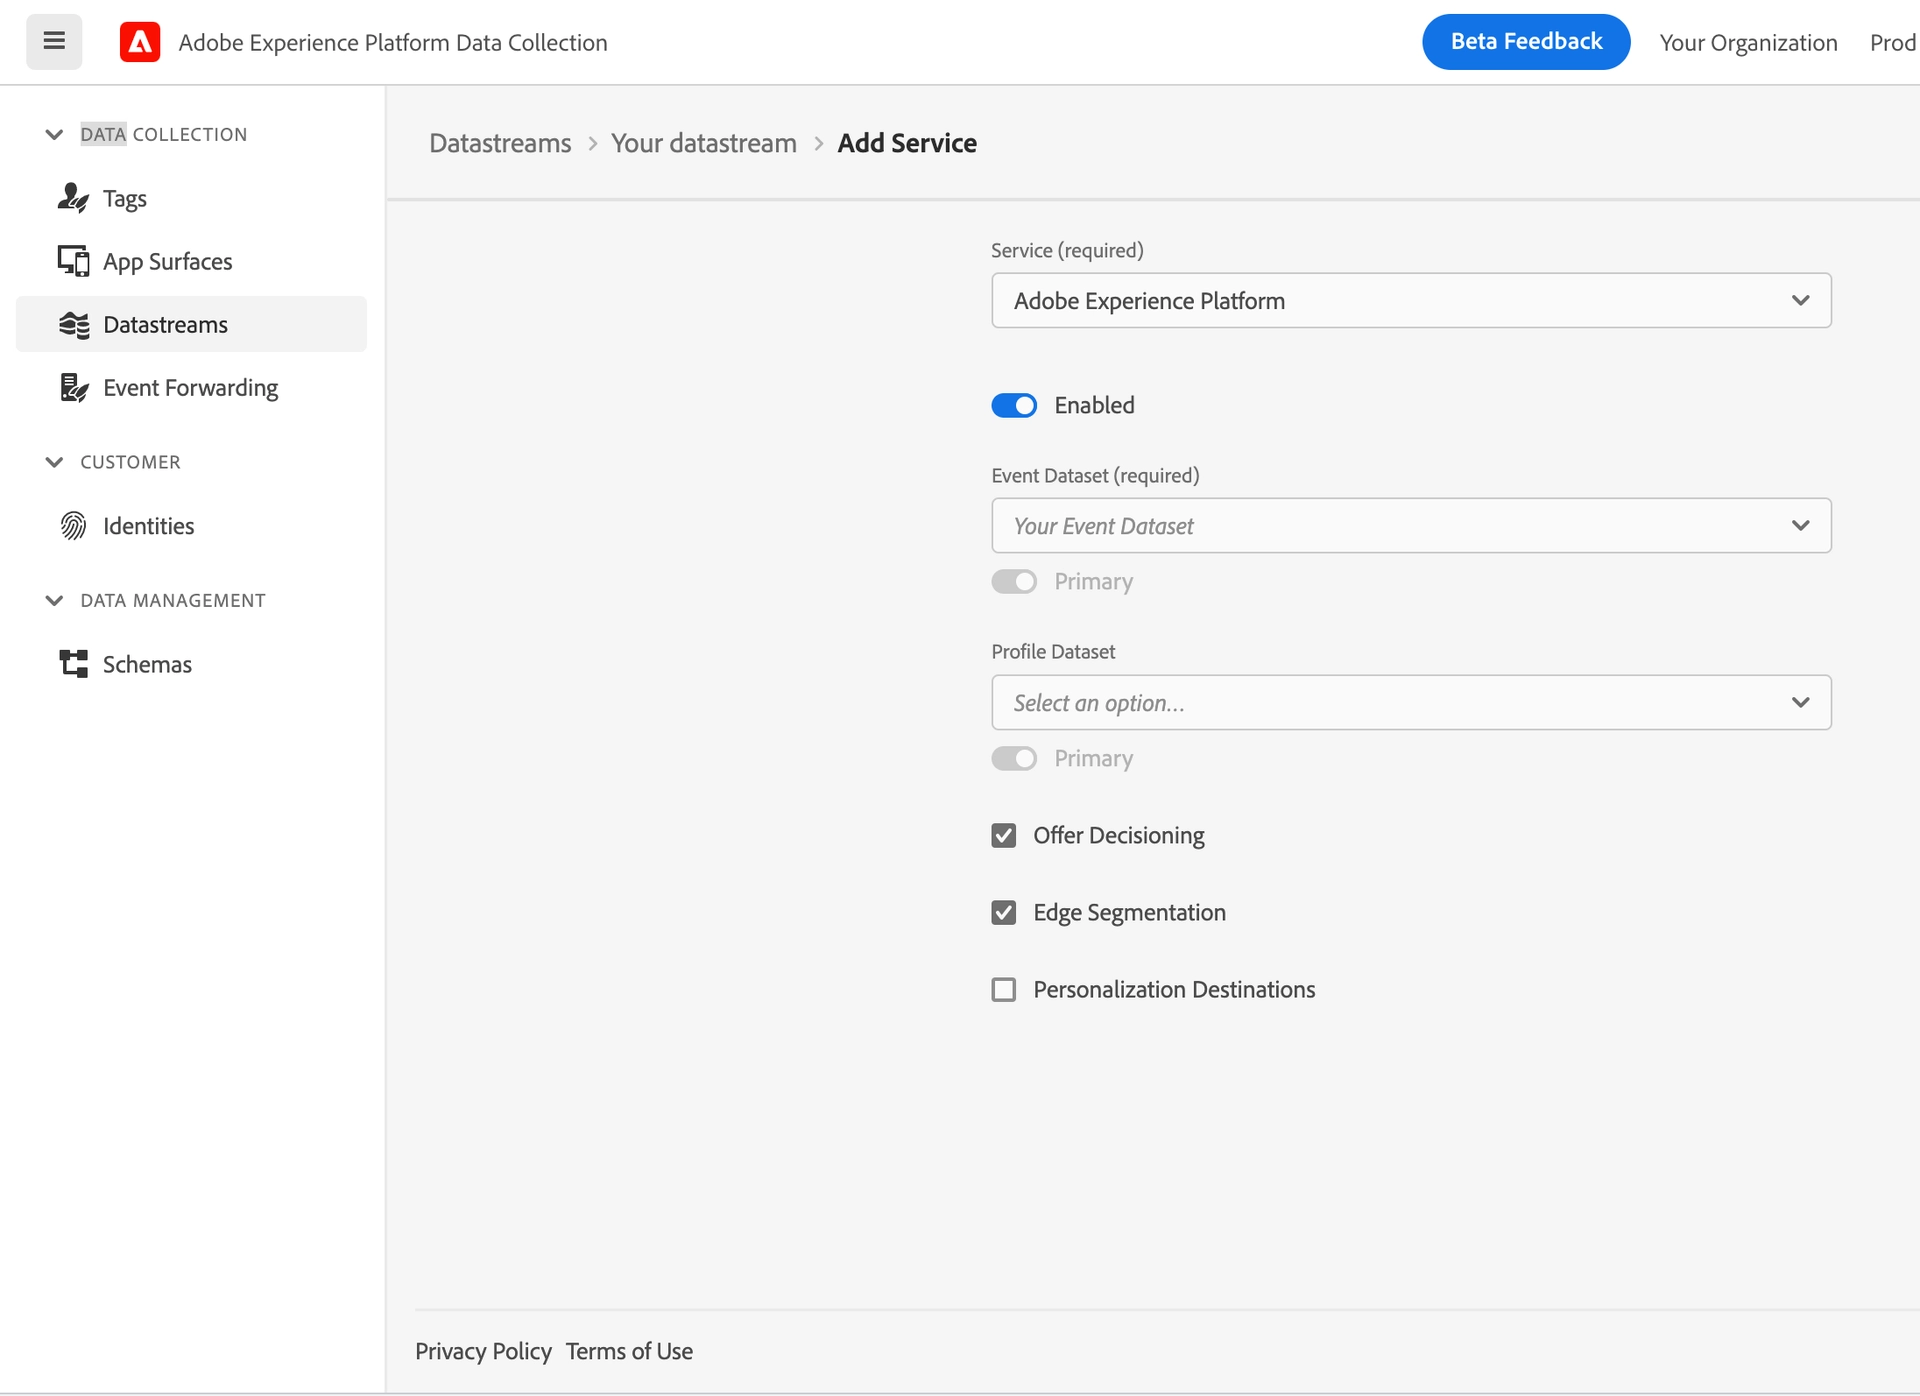 Adobe Experience Platform Data Collection
Beta Feedback
Your Organization
Prod
DATA COLLECTION
Tags
App Surfaces
Datastreams
Event Forwarding
CUSTOMER
Identities
DATA MANAGEMENT
Schemas
Datastreams > Your datastream > Add Service
Service (required)
Adobe Experience Platform
Enabled
Event Dataset (required)
Your Event Dataset
Primary
Profile Dataset
Select an option...
Primary
Offer Decisioning
Edge Segmentation
Personalization Destinations
Privacy Policy Terms of Use